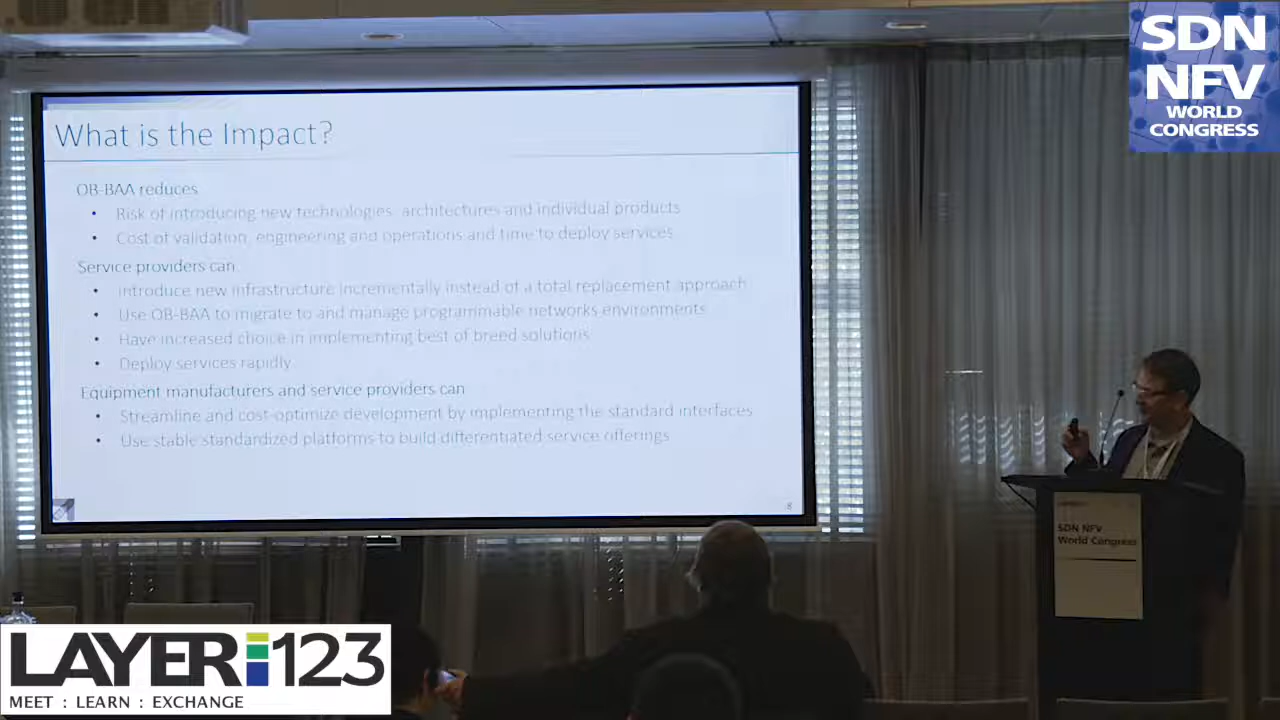 SDN
NFV
WORLD
CONGRESS
What is the Impact?
OB-BAA reduces
• Risk of introducing new technologies, architectures and individual products
• Cost of validation, engineering and operations and time to deploy services
Service providers can
• Introduce new infrastructure incrementally instead of a total replacement approach
• Use OB-BAA to migrate to and manage programmable networks environments
• Have increased choice in implementing best of breed solutions
• Deploy services rapidly
Equipment manufacturers and service providers can
• Streamline and cost-optimize development by implementing the standard interfaces
• Use stable standardized platforms to build differentiated service offerings
8
SDN NFV
World Congress
LAYER 123
MEET : LEARN : EXCHANGE